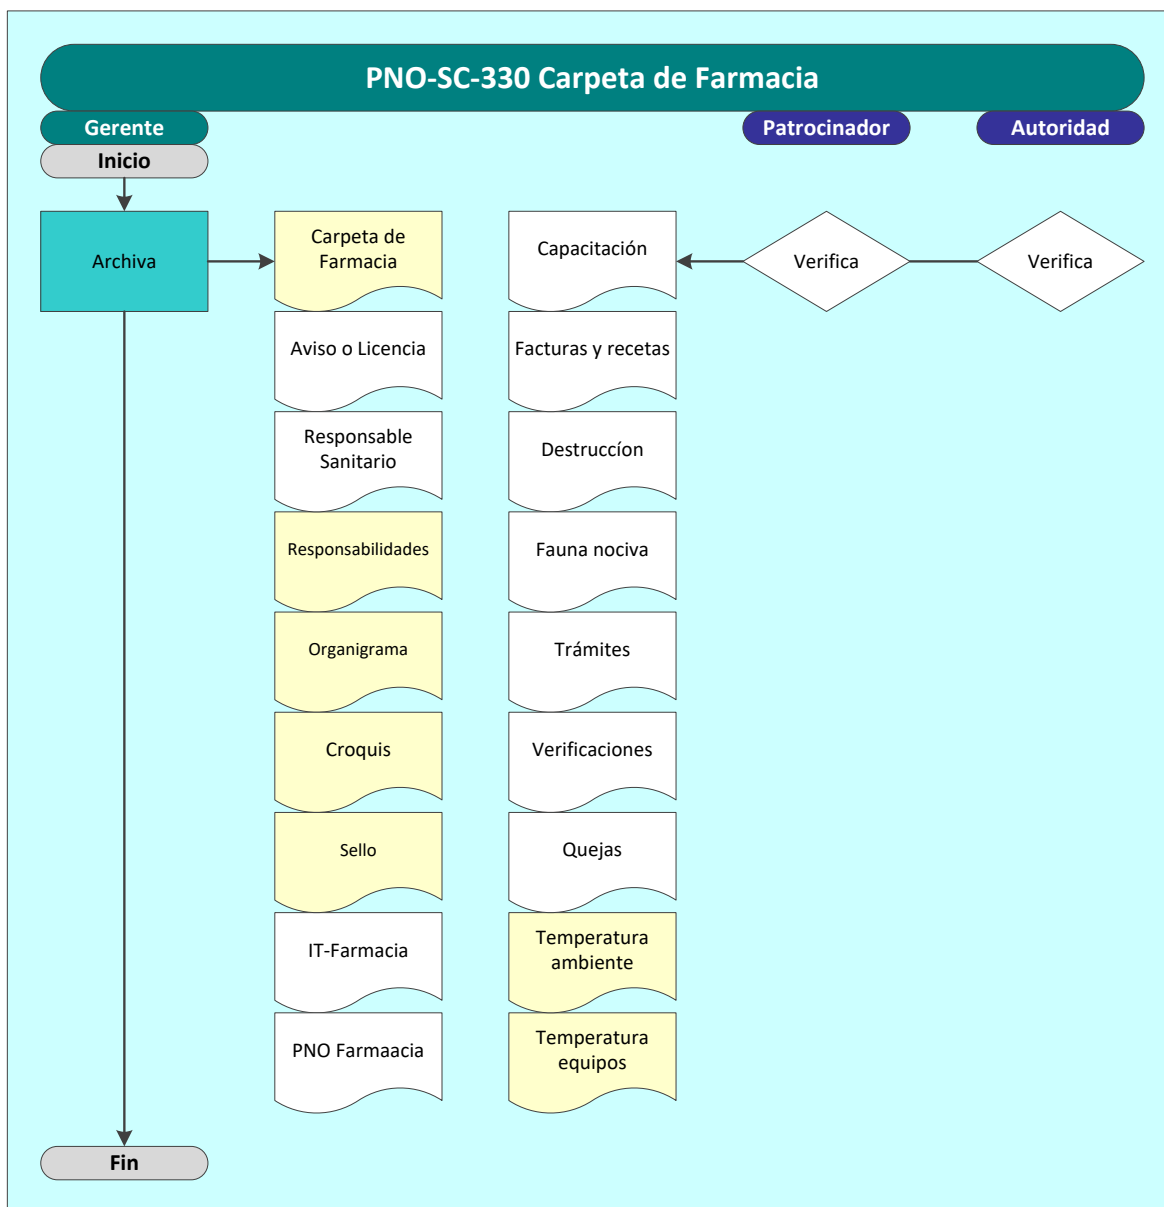 PNO-SC-330 Carpeta de Farmacia
Gerente
Patrocinador
Autoridad
Inicio
Archiva
Carpeta de
Farmacia
Capacitación
Verifica
Verifica
Aviso o Licencia
Facturas y recetas
Responsable
Sanitario
Destruccíon
Responsabilidades
Fauna nociva
Organigrama
Trámites
Croquis
Verificaciones
Sello
Quejas
IT-Farmacia
Temperatura
ambiente
PNO Farmaacia
Temperatura
equipos
Fin